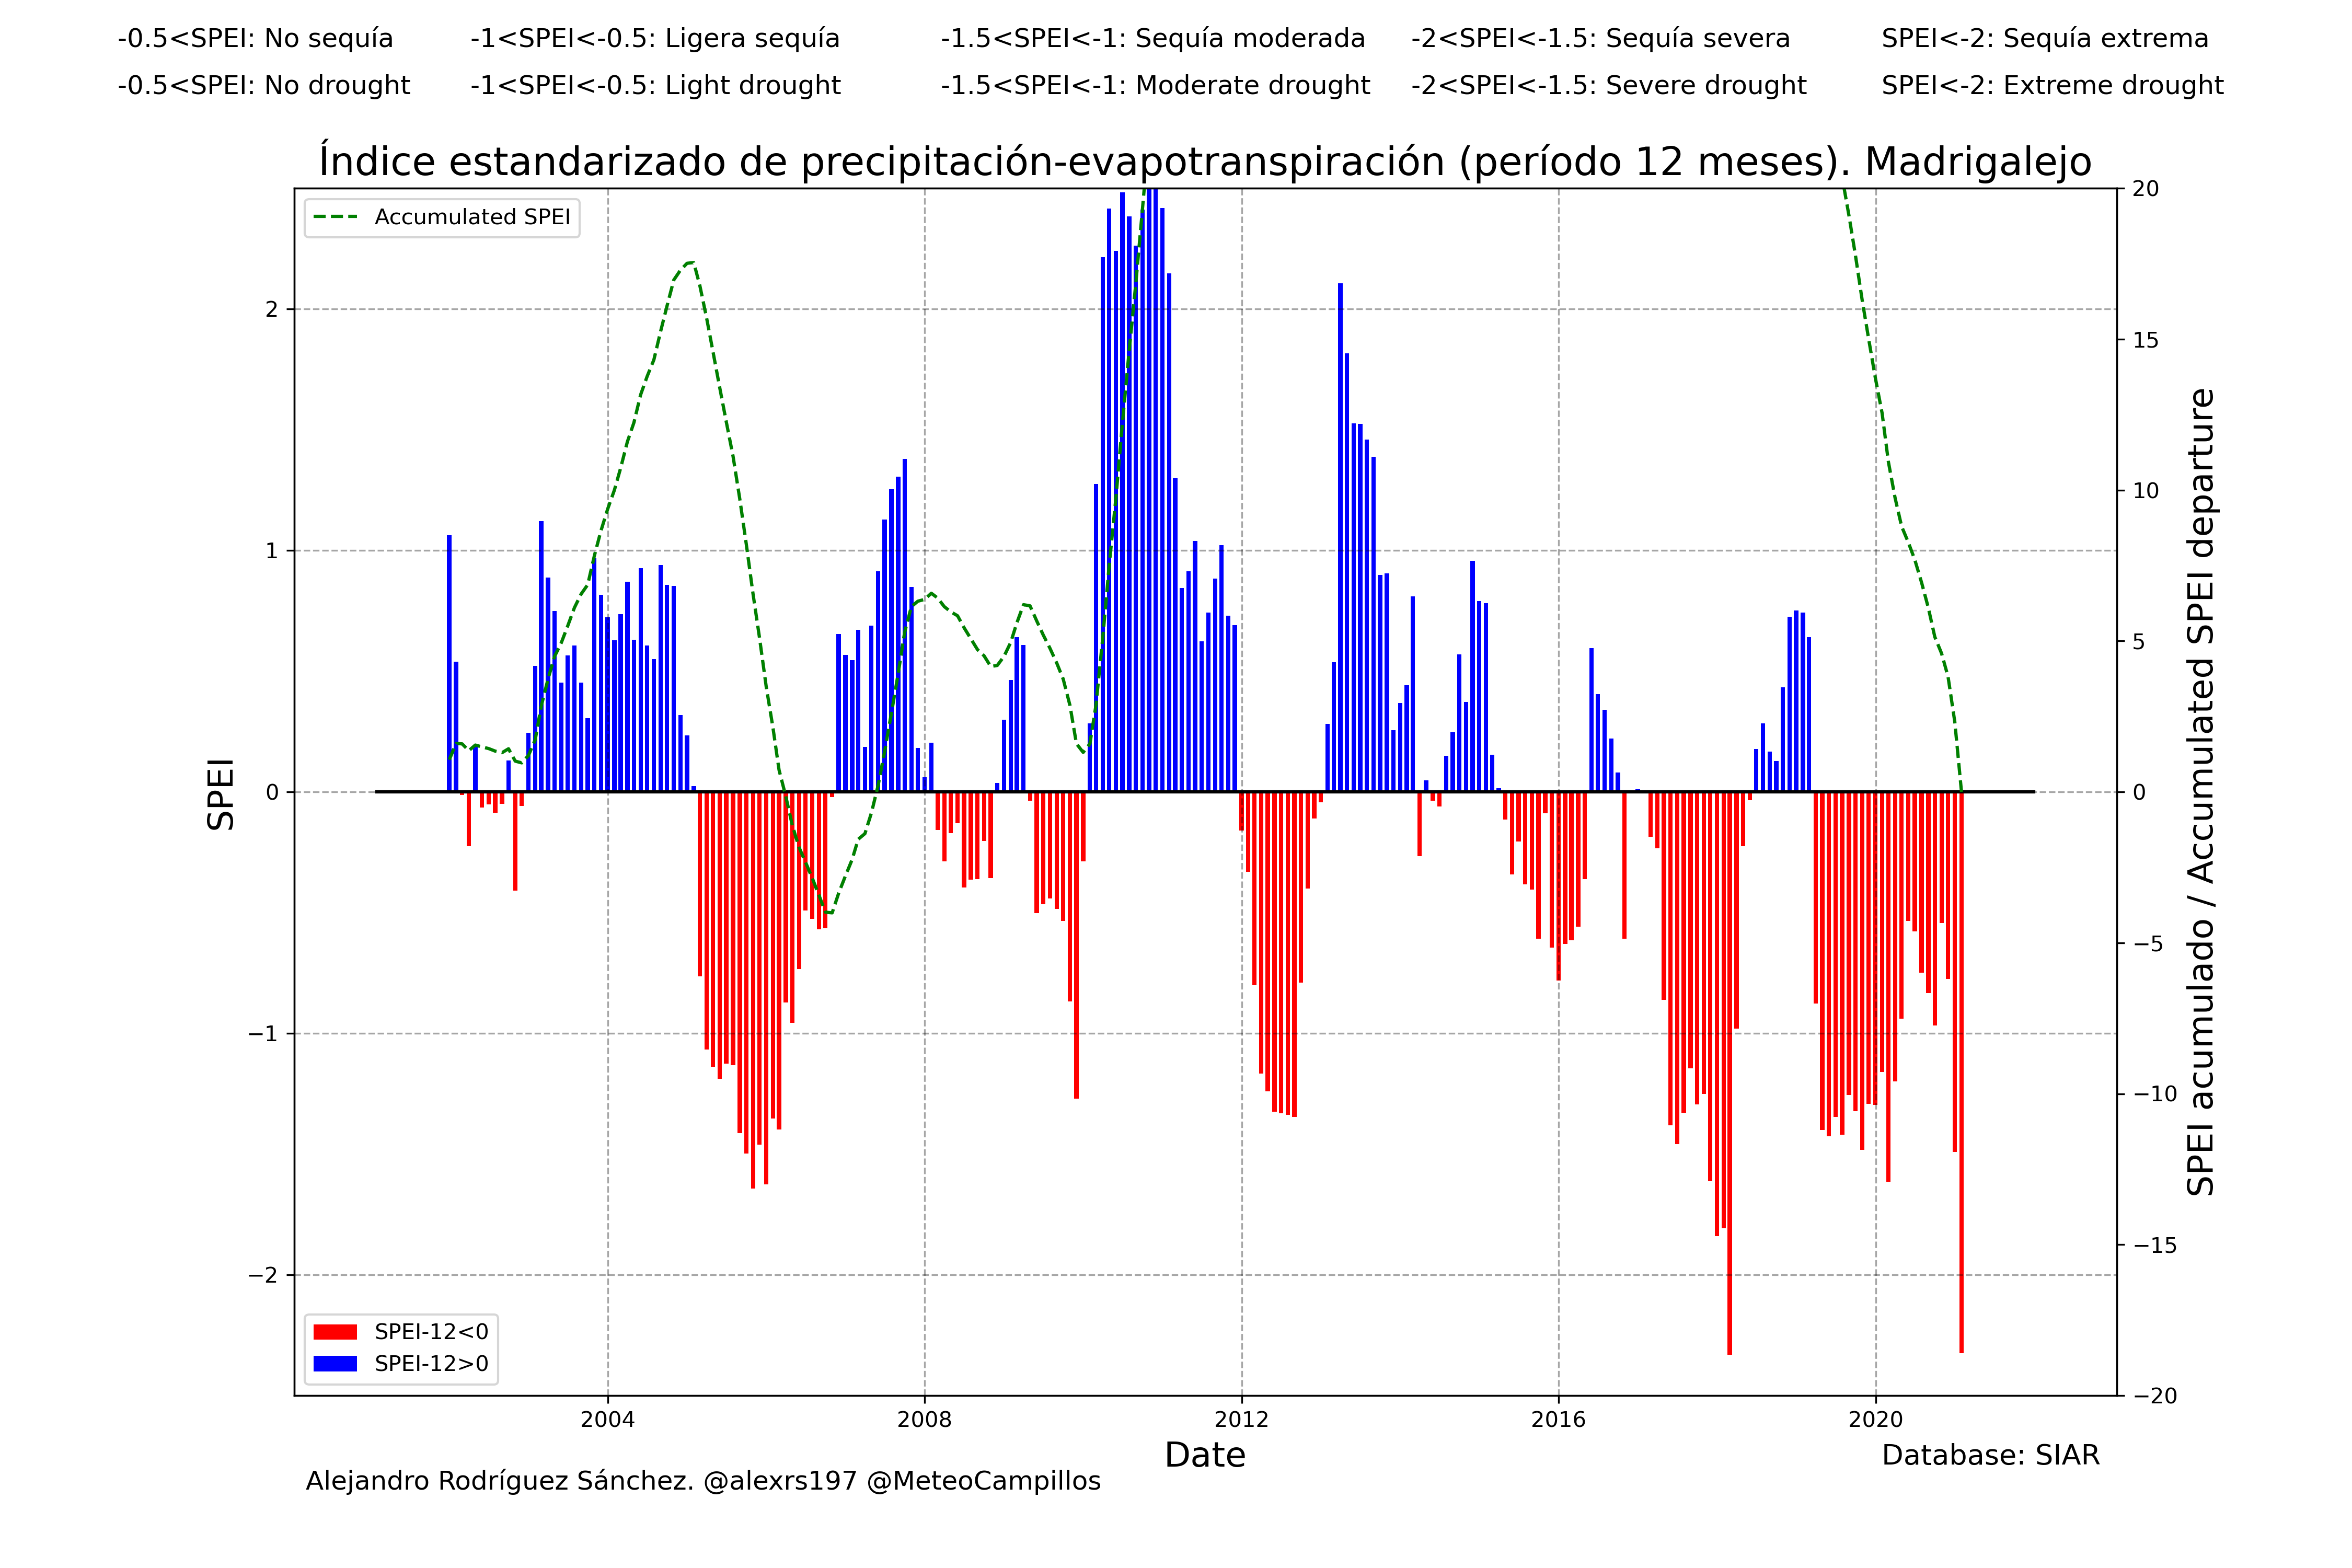 -0.5<SPEI: No sequía -1<SPEI<-0.5: Ligera sequía -1.5<SPEI<-1: Sequía moderada -2<SPEI<-1.5: Sequía severa SPEI<-2: Sequía extrema
-0.5<SPEI: No drought -1<SPEI<-0.5: Light drought -1.5<SPEI<-1: Moderate drought -2<SPEI<-1.5: Severe drought SPEI<-2: Extreme drought
Índice estandarizado de precipitación-evapotranspiración (período 12 meses). Madrigalejo
Accumulated SPEI
SPEI
2
1
0
−1
−2
20
15
10
5
0
−5
−10
−15
−20
SPEI acumulado / Accumulated SPEI departure
SPEI-12<0
SPEI-12>0
2004 2008 2012 2016 2020
Date
Database: SIAR
Alejandro Rodríguez Sánchez. @alexrs197 @MeteoCampillos